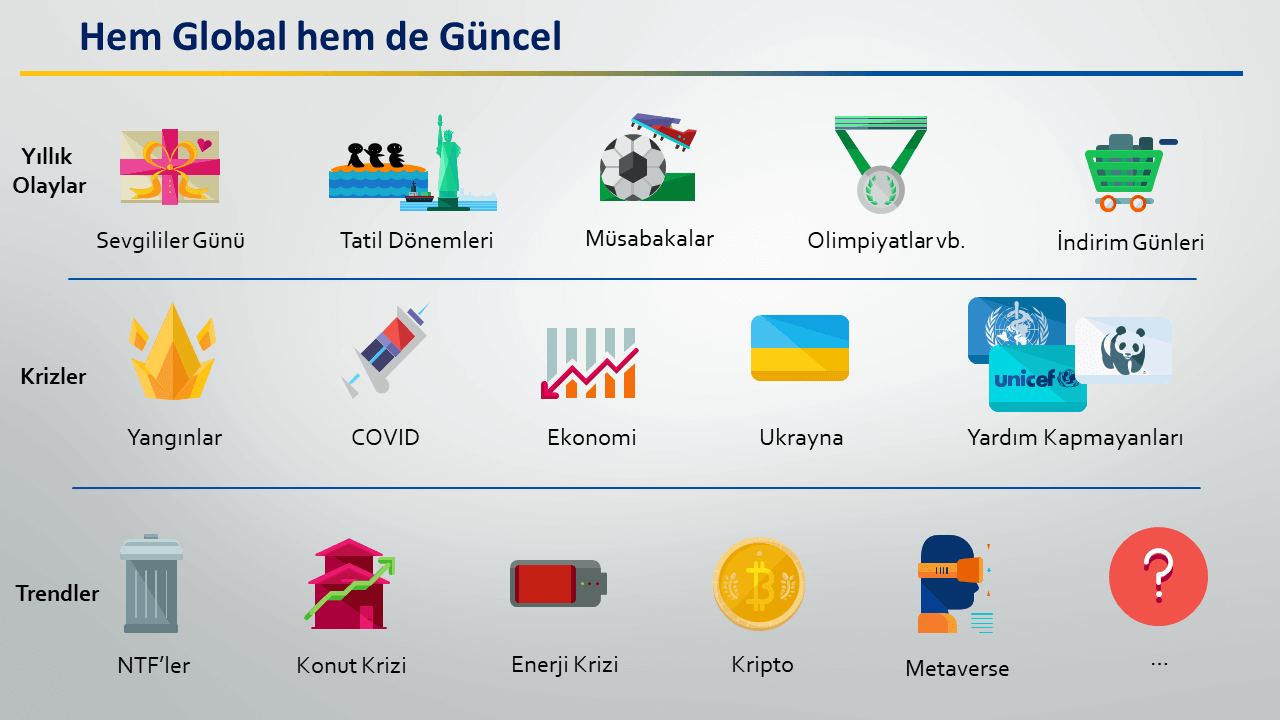 Hem Global hem de Güncel
Yıllık
Olaylar
Sevgililer Günü
Tatil Dönemleri
Müsabakalar
Olimpiyatlar vb.
İndirim Günleri
Krizler
unicef
Yangınlar
COVID
Ekonomi
Ukrayna
Yardım Kapmayanları
Trendler
NTF’ler
Konut Krizi
Enerji Krizi
Kripto
Metaverse
...